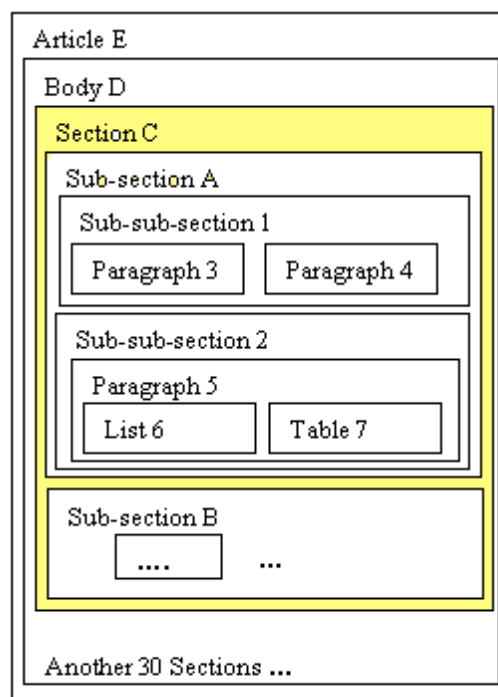 Article E
Body D
Section C
Sub-section A
Sub-sub-section 1
Paragraph 3 Paragraph 4
Sub-sub-section 2
Paragraph 5
List 6 Table 7
Sub-section B
.... ...
Another 30 Sections ...